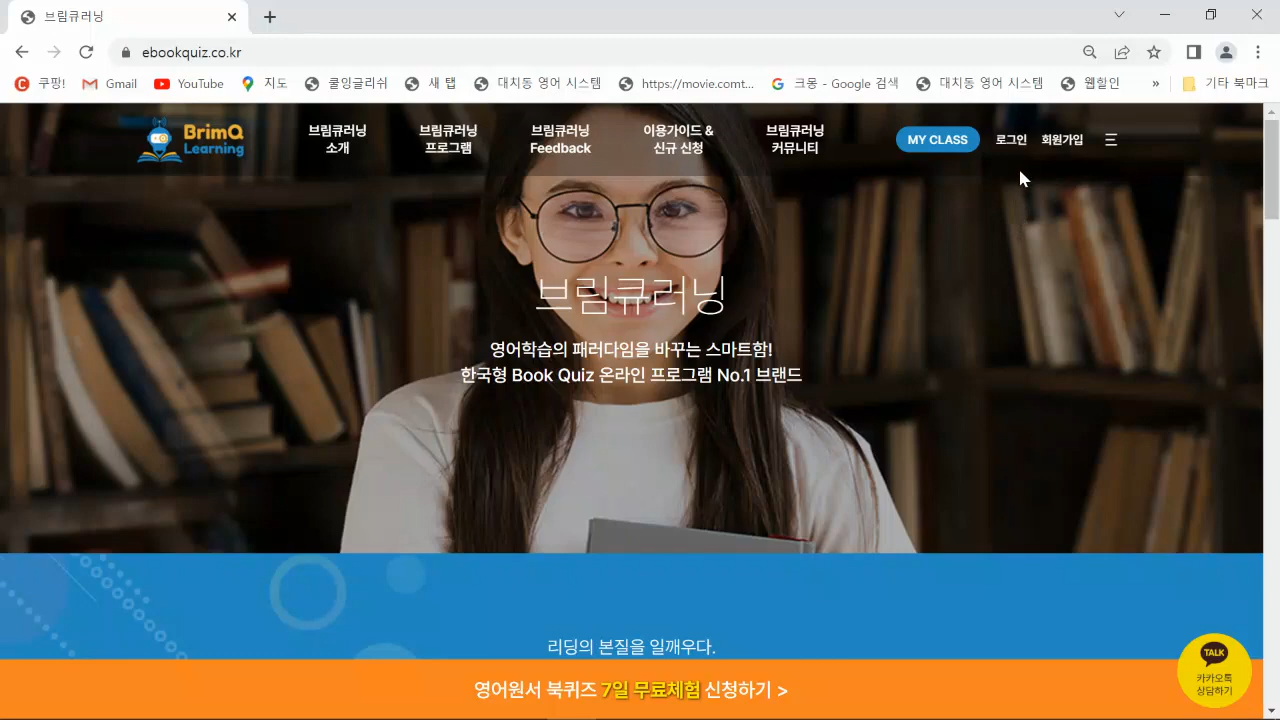 브림큐러닝
ebookquiz.co.kr
쿠팡! Gmail YouTube 지도 쿨잉글리쉬 새 탭 대치동 영어 시스템 https://movie.omt... 크몽 - Google 검색 대치동 영어 시스템 웹할인 » 기타 북마크
BrimQ
Learning
브림큐러닝
소개
브림큐러닝
프로그램
브림큐러닝
Feedback
이용가이드 &
신규 신청
브림큐러닝
커뮤니티
MY CLASS 로그인 회원가입
브림큐러닝
영어학습의 패러다임을 바꾸는 스마트함!
한국형 Book Quiz 온라인 프로그램 No.1 브랜드
리딩의 본질을 일깨우다.
영어원서 북퀴즈 7일 무료체험 신청하기 >
TALK
카카오톡
상담하기